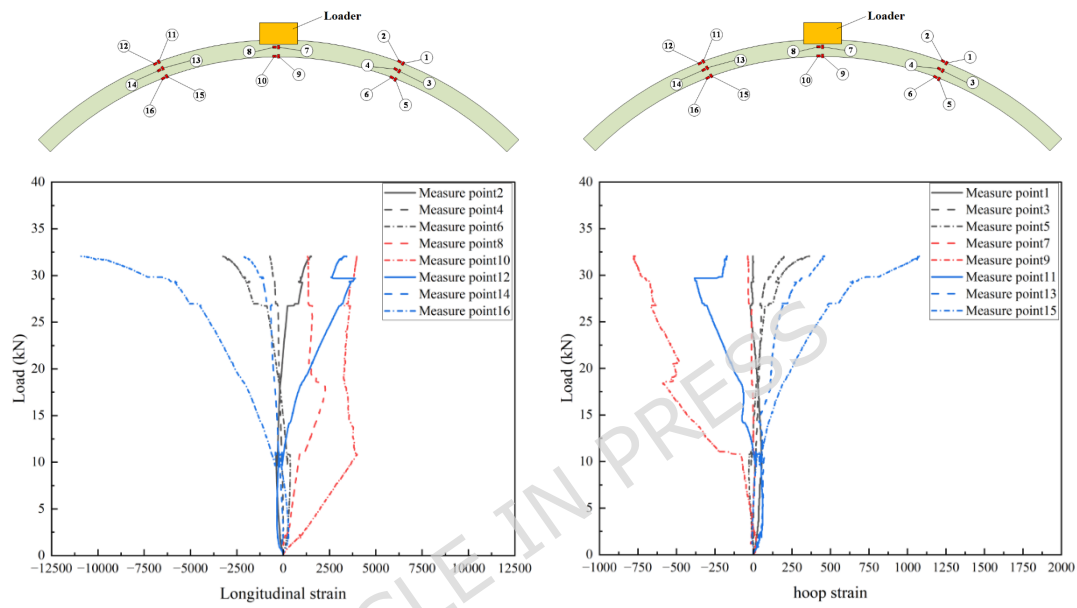 Loader
11
12
2
8
7
1
13
4
14
10
9
3
6
16
15
5
Loader
11
12
2
8
7
1
13
4
14
10
9
3
6
16
15
5
40
35
30
25
20
15
10
5
0
Load (kN)
Measure point2
Measure point4
Measure point6
Measure point8
Measure point10
Measure point12
Measure point14
Measure point16
−12500 −10000 −7500 −5000 −2500 0 2500 5000 7500 10000 12500
Longitudinal strain
40
35
30
25
20
15
10
5
0
Load (kN)
Measure point1
Measure point3
Measure point5
Measure point7
Measure point9
Measure point11
Measure point13
Measure point15
−1000 −750 −500 −250 0 250 500 750 1000 1250 1500 1750 2000
hoop strain
CLE IN PRESS